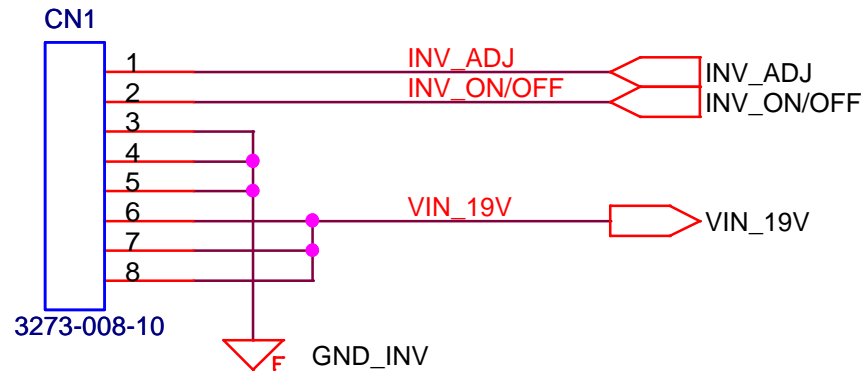 CN1
1
INV_ADJ
INV_ADJ
2
INV_ON/OFF
INV_ON/OFF
3
4
5
6
VIN_19V
VIN_19V
7
8
3273-008-10
F
GND_INV